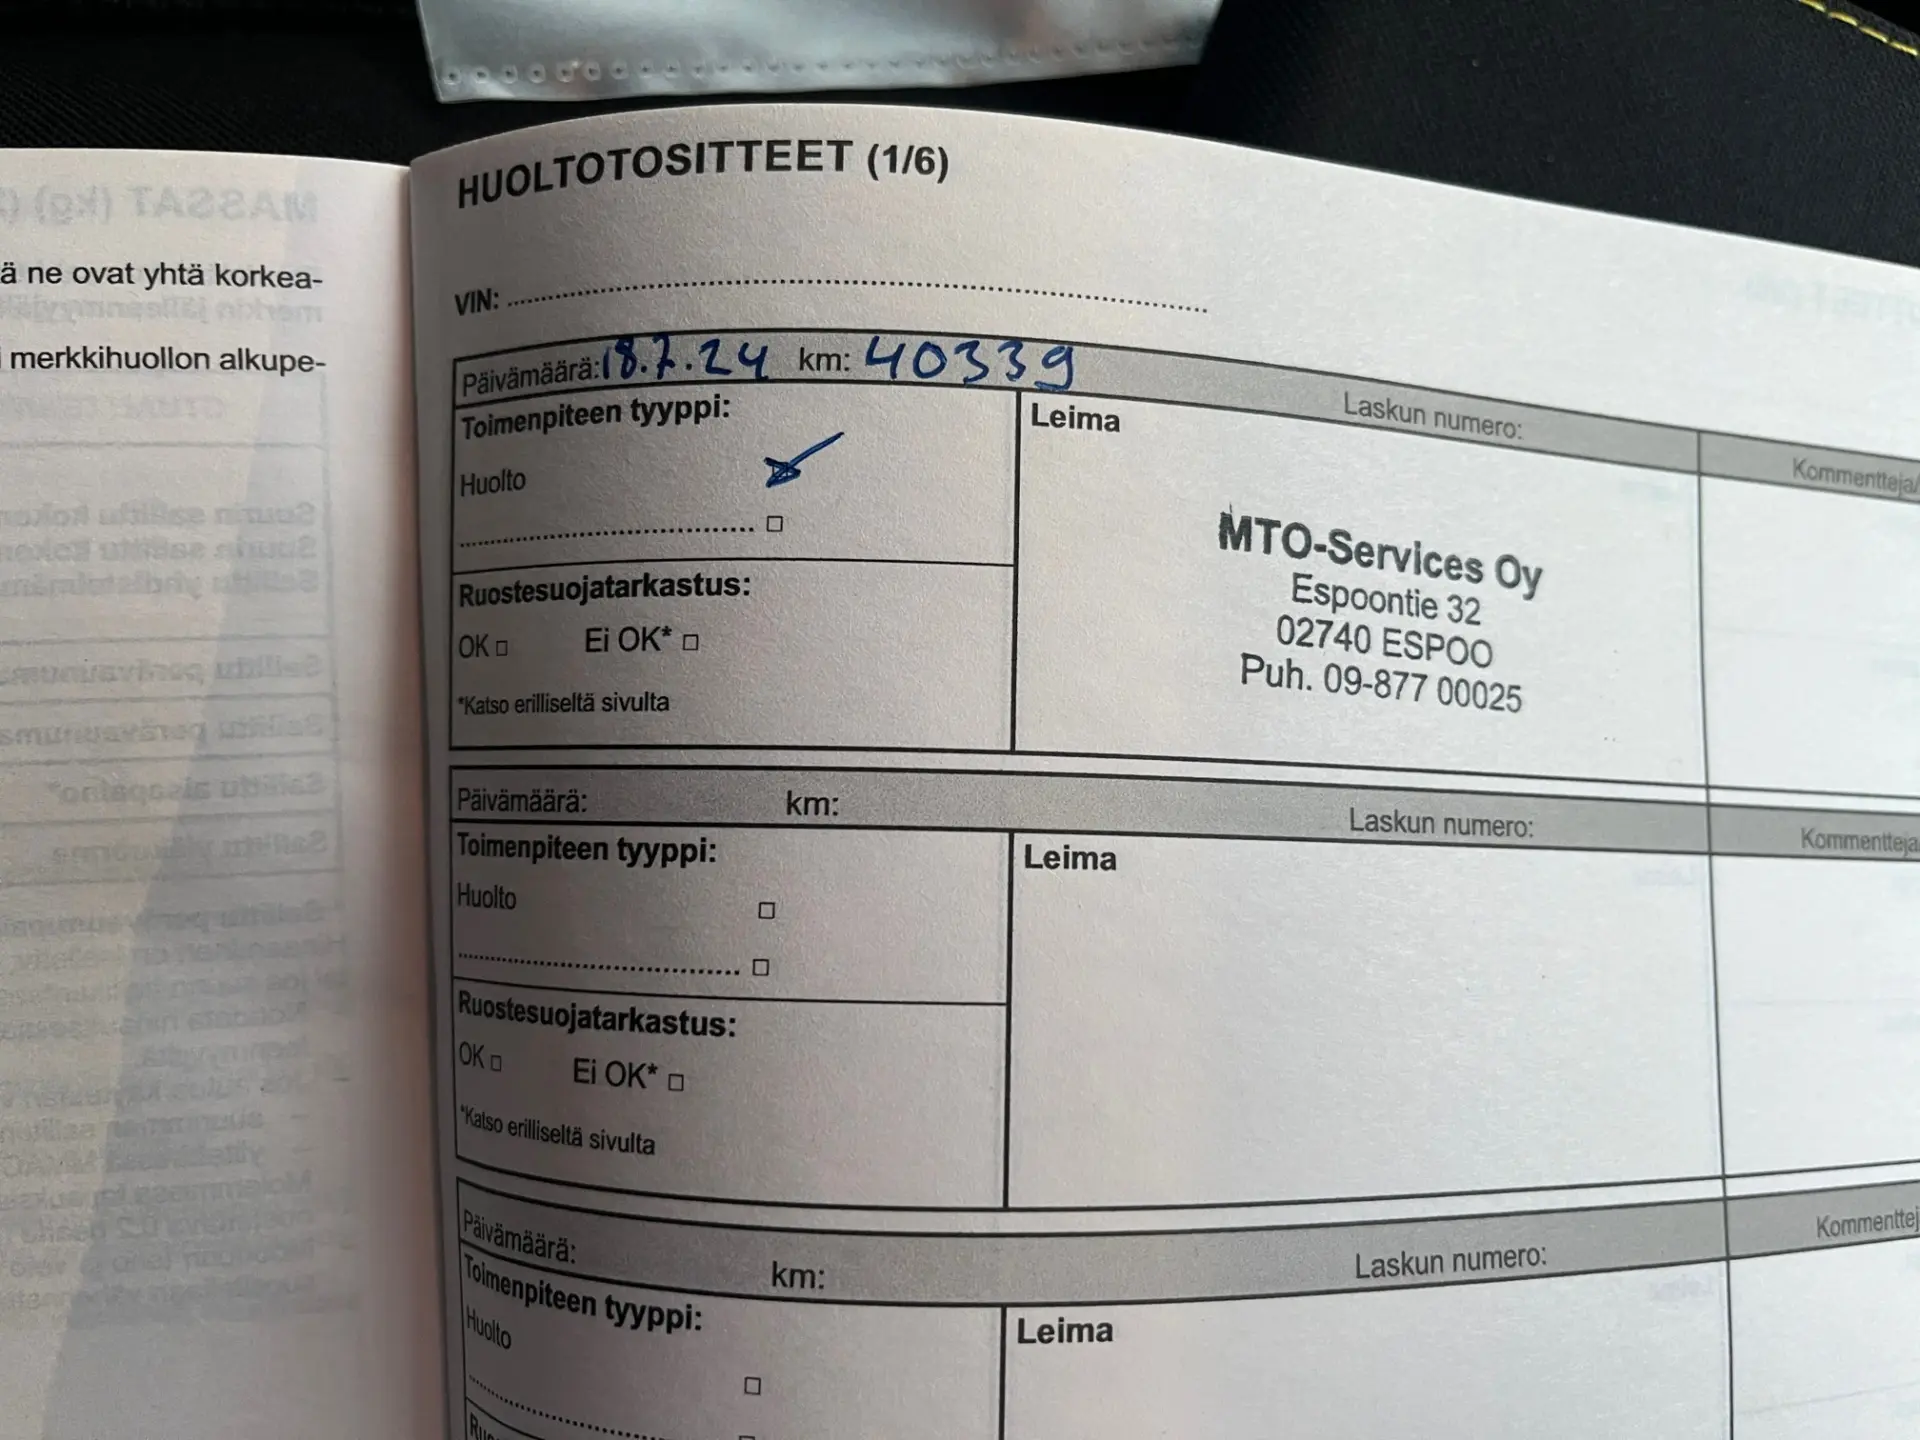 HUOLTOTOSITTEET (1/6)
ä ne ovat yhtä korkea-
merkkihuollon alkupe-
VIN:
Päivämäärä: 18.7.24 km: 40339 Laskun numero: Kommentteja/
Toimenpiteen tyyppi:
Huolto
Ruostesuojatarkastus:
OK □ Ei OK* □
*Katso erilliseltä sivulta
Leima
MTO-Services Oy
Espoontie 32
02740 ESPOO
Puh. 09-877 00025
Päivämäärä: km: Laskun numero: Kommentteja
Toimenpiteen tyyppi:
Huolto □
□
Ruostesuojatarkastus:
OK □ Ei OK* □
*Katso erilliseltä sivulta
Leima
Päivämäärä: km: Laskun numero: Kommenttej
Toimenpiteen tyyppi:
Huolto □
Leima